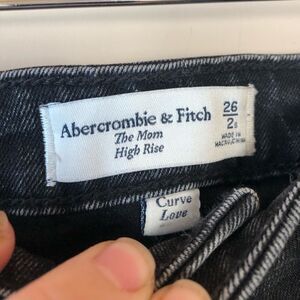 Abercrombie & Fitch
The Mom
High Rise
26
2S
MADE IN
Curve
Love